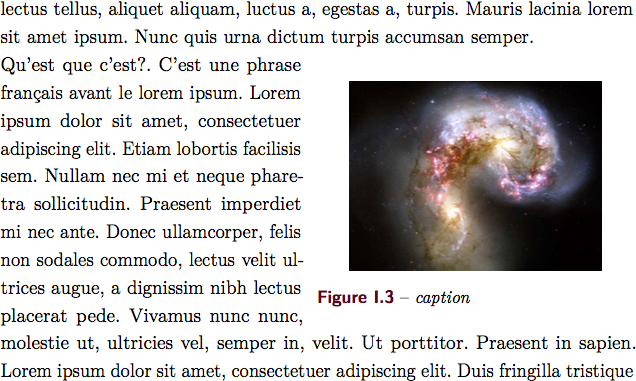 lectus tellus, aliquet aliquam, luctus a, egestas a, turpis. Mauris lacinia lorem
sit amet ipsum. Nunc quis urna dictum turpis accumsan semper.
Qu'est que c'est?. C'est une phrase
français avant le lorem ipsum. Lorem
ipsum dolor sit amet, consectetuer
adipiscing elit. Etiam lobortis facilisis
sem. Nullam nec mi et neque phare-
tra sollicitudin. Praesent imperdiet
mi nec ante. Donec ullamcorper, felis
non sodales commodo, lectus velit ul-
trices augue, a dignissim nibh lectus
placerat pede. Vivamus nunc nunc,
Figure I.3 – caption
molestie ut, ultricies vel, semper in, velit. Ut porttitor. Praesent in sapien.
Lorem ipsum dolor sit amet, consectetuer adipiscing elit. Duis fringilla tristique